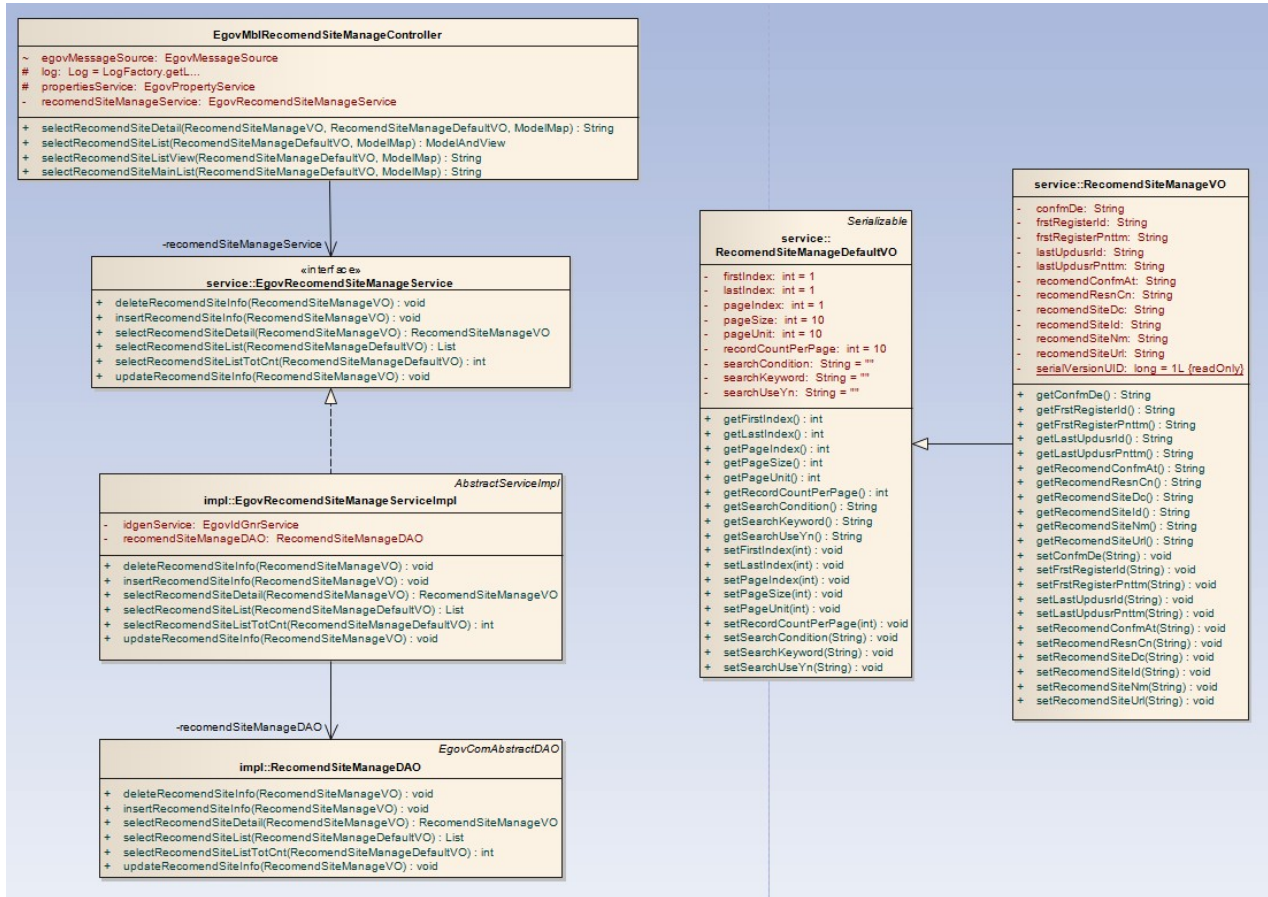 EgovMblRecomendSiteManageController
~ egovMessageSource: EgovMessageSource
# log: Log = LogFactory.getL...
# propertiesService: EgovPropertyService
- recomendSiteManageService: EgovRecomendSiteManageService
+ selectRecomendSiteDetail(RecomendSiteManageVO, RecomendSiteManageDefaultVO, ModelMap) : String
+ selectRecomendSiteList(RecomendSiteManageDefaultVO, ModelMap) : ModelAndView
+ selectRecomendSiteListView(RecomendSiteManageDefaultVO, ModelMap) : String
+ selectRecomendSiteMainList(RecomendSiteManageDefaultVO, ModelMap) : String
-recomendSiteManageService
«interface»
service::EgovRecomendSiteManageService
+ deleteRecomendSiteInfo(RecomendSiteManageVO) : void
+ insertRecomendSiteInfo(RecomendSiteManageVO) : void
+ selectRecomendSiteDetail(RecomendSiteManageVO) : RecomendSiteManageVO
+ selectRecomendSiteList(RecomendSiteManageDefaultVO) : List
+ selectRecomendSiteListTotCnt(RecomendSiteManageDefaultVO) : int
+ updateRecomendSiteInfo(RecomendSiteManageVO) : void
AbstractServiceImpl
impl::EgovRecomendSiteManageServiceImpl
- idgenService: EgovIdGnrService
- recomendSiteManageDAO: RecomendSiteManageDAO
+ deleteRecomendSiteInfo(RecomendSiteManageVO) : void
+ insertRecomendSiteInfo(RecomendSiteManageVO) : void
+ selectRecomendSiteDetail(RecomendSiteManageVO) : RecomendSiteManageVO
+ selectRecomendSiteList(RecomendSiteManageDefaultVO) : List
+ selectRecomendSiteListTotCnt(RecomendSiteManageDefaultVO) : int
+ updateRecomendSiteInfo(RecomendSiteManageVO) : void
-recomendSiteManageDAO
EgovComAbstractDAO
impl::RecomendSiteManageDAO
+ deleteRecomendSiteInfo(RecomendSiteManageVO) : void
+ insertRecomendSiteInfo(RecomendSiteManageVO) : void
+ selectRecomendSiteDetail(RecomendSiteManageVO) : RecomendSiteManageVO
+ selectRecomendSiteList(RecomendSiteManageDefaultVO) : List
+ selectRecomendSiteListTotCnt(RecomendSiteManageDefaultVO) : int
+ updateRecomendSiteInfo(RecomendSiteManageVO) : void
Serializable
service::
RecomendSiteManageDefaultVO
- firstIndex: int = 1
- lastIndex: int = 1
- pageIndex: int = 1
- pageSize: int = 10
- pageUnit: int = 10
- recordCountPerPage: int = 10
- searchCondition: String = ""
- searchKeyword: String = ""
- searchUseYn: String = ""
+ getFirstIndex() : int
+ getLastIndex() : int
+ getPageIndex() : int
+ getPageSize() : int
+ getPageUnit() : int
+ getRecordCountPerPage() : int
+ getSearchCondition() : String
+ getSearchKeyword() : String
+ getSearchUseYn() : String
+ setFirstIndex(int) : void
+ setLastIndex(int) : void
+ setPageIndex(int) : void
+ setPageSize(int) : void
+ setPageUnit(int) : void
+ setRecordCountPerPage(int) : void
+ setSearchCondition(String) : void
+ setSearchKeyword(String) : void
+ setSearchUseYn(String) : void
service::RecomendSiteManageVO
- confmDe: String
- frstRegisterId: String
- frstRegisterPnttm: String
- lastUpdusrId: String
- lastUpdusrPnttm: String
- recomendConfmAt: String
- recomendResnCn: String
- recomendSiteDc: String
- recomendSiteId: String
- recomendSiteNm: String
- recomendSiteUrl: String
- serialVersionUID: long = 1L {readOnly}
+ getConfmDe() : String
+ getFrstRegisterId() : String
+ getFrstRegisterPnttm() : String
+ getLastUpdusrId() : String
+ getLastUpdusrPnttm() : String
+ getRecomendConfmAt() : String
+ getRecomendResnCn() : String
+ getRecomendSiteDc() : String
+ getRecomendSiteId() : String
+ getRecomendSiteNm() : String
+ getRecomendSiteUrl() : String
+ setConfmDe(String) : void
+ setFrstRegisterId(String) : void
+ setFrstRegisterPnttm(String) : void
+ setLastUpdusrId(String) : void
+ setLastUpdusrPnttm(String) : void
+ setRecomendConfmAt(String) : void
+ setRecomendResnCn(String) : void
+ setRecomendSiteDc(String) : void
+ setRecomendSiteId(String) : void
+ setRecomendSiteNm(String) : void
+ setRecomendSiteUrl(String) : void